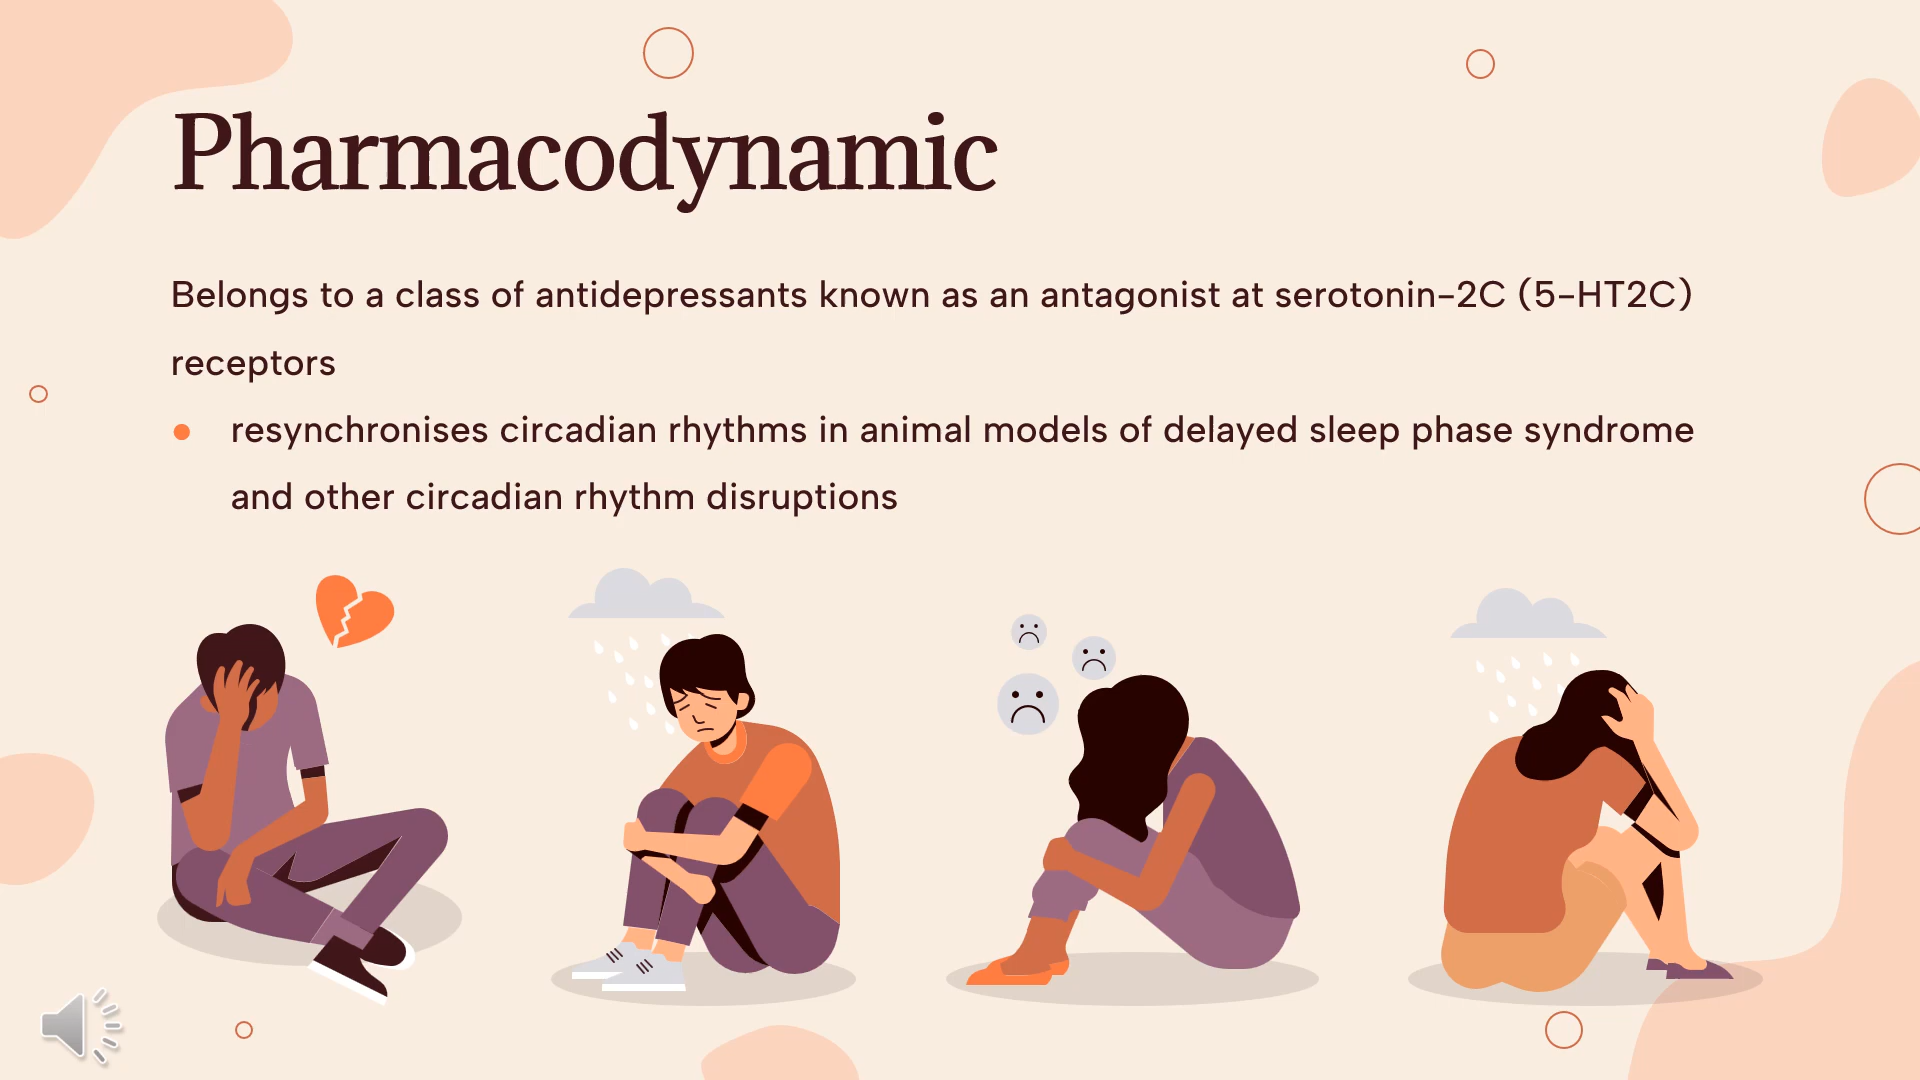 Pharmacodynamic
Belongs to a class of antidepressants known as an antagonist at serotonin-2C (5-HT2C)
receptors
resynchronises circadian rhythms in animal models of delayed sleep phase syndrome
and other circadian rhythm disruptions